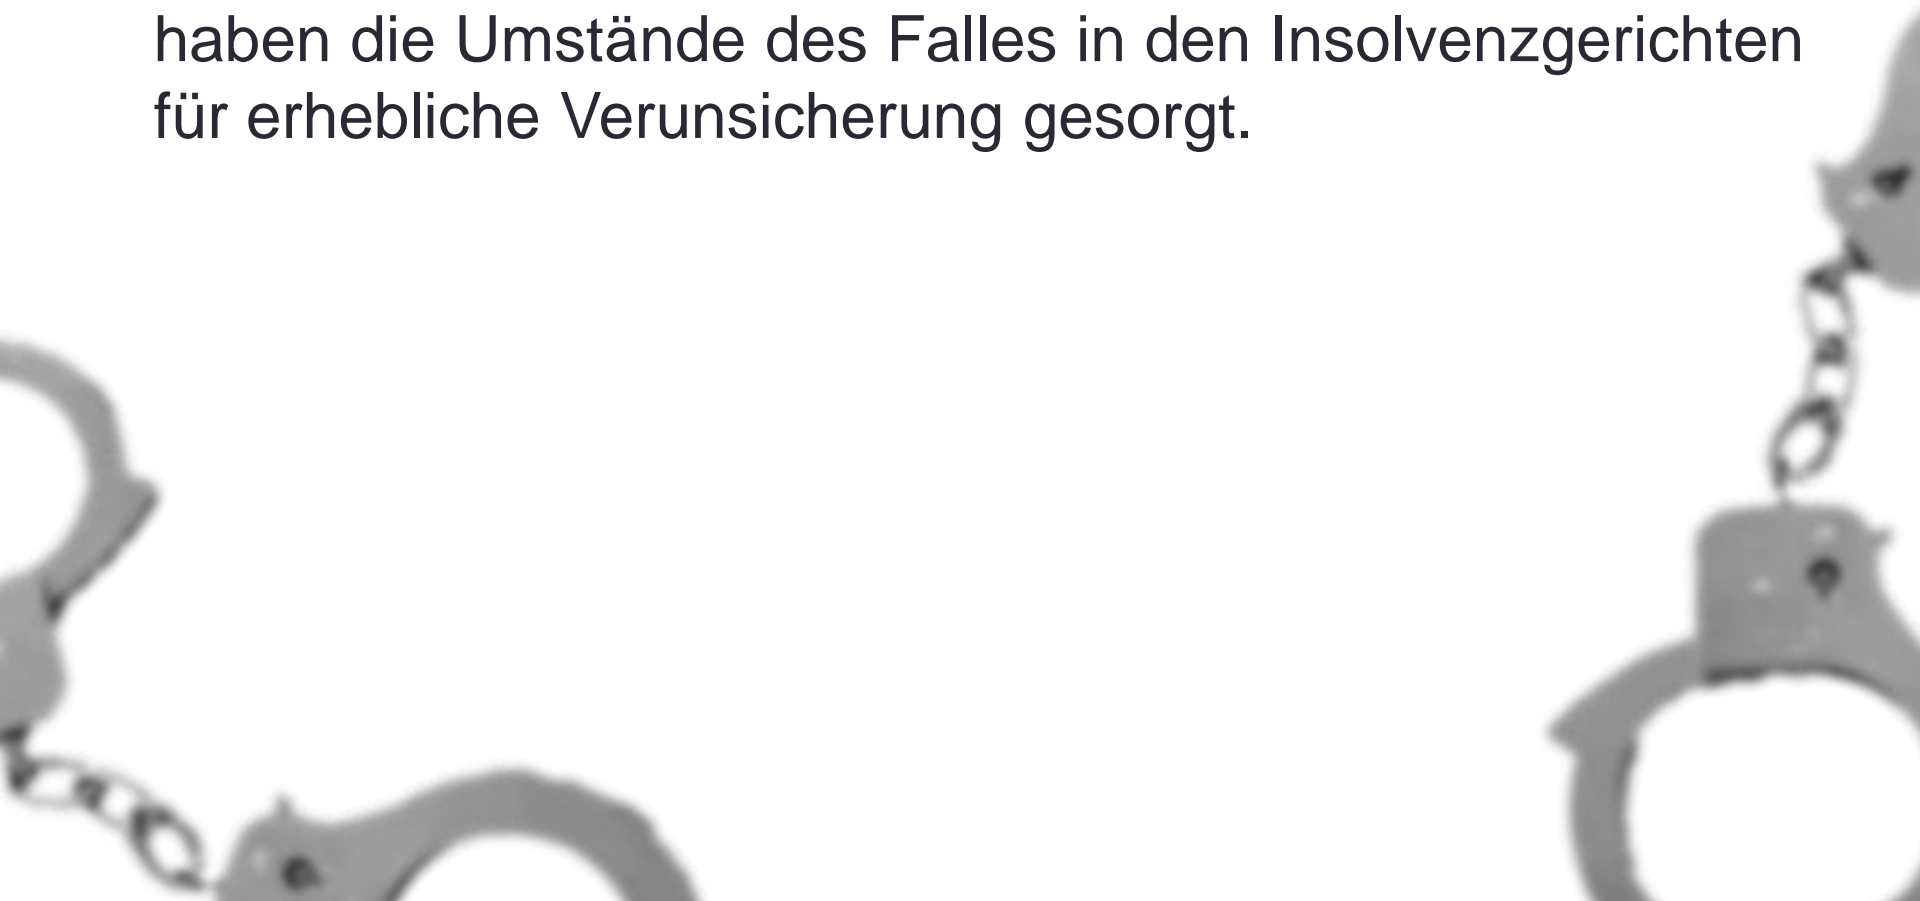 haben die Umstände des Falles in den Insolvenzgerichten
für erhebliche Verunsicherung gesorgt.